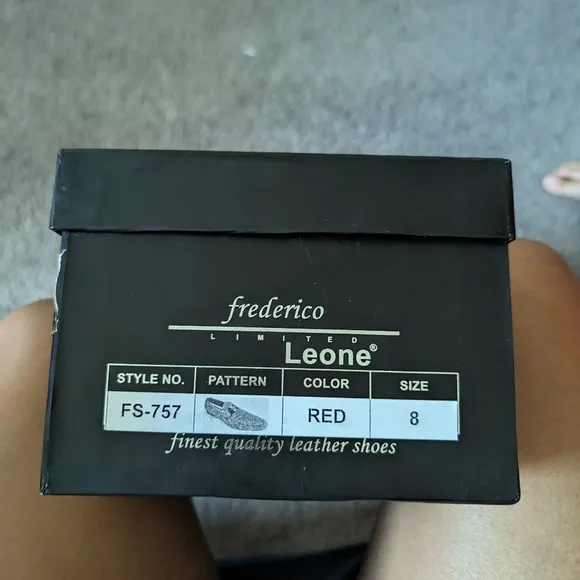 frederico
LIMITED
Leone®
STYLE NO. PATTERN COLOR SIZE
FS-757 RED 8
finest quality leather shoes